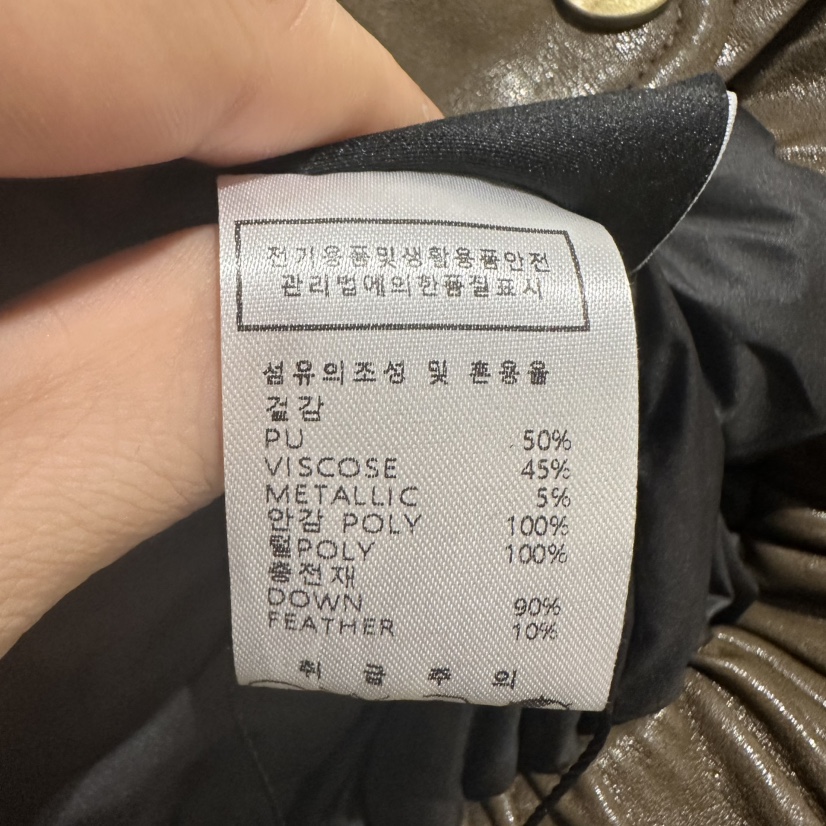 전기용품및생활용품안전
관리법에의한품질표시
섬유의조성 및 혼용율
겉감
PU 50%
VISCOSE 45%
METALLIC 5%
안감 POLY 100%
털POLY 100%
충전재
DOWN 90%
FEATHER 10%
취 급 주 의